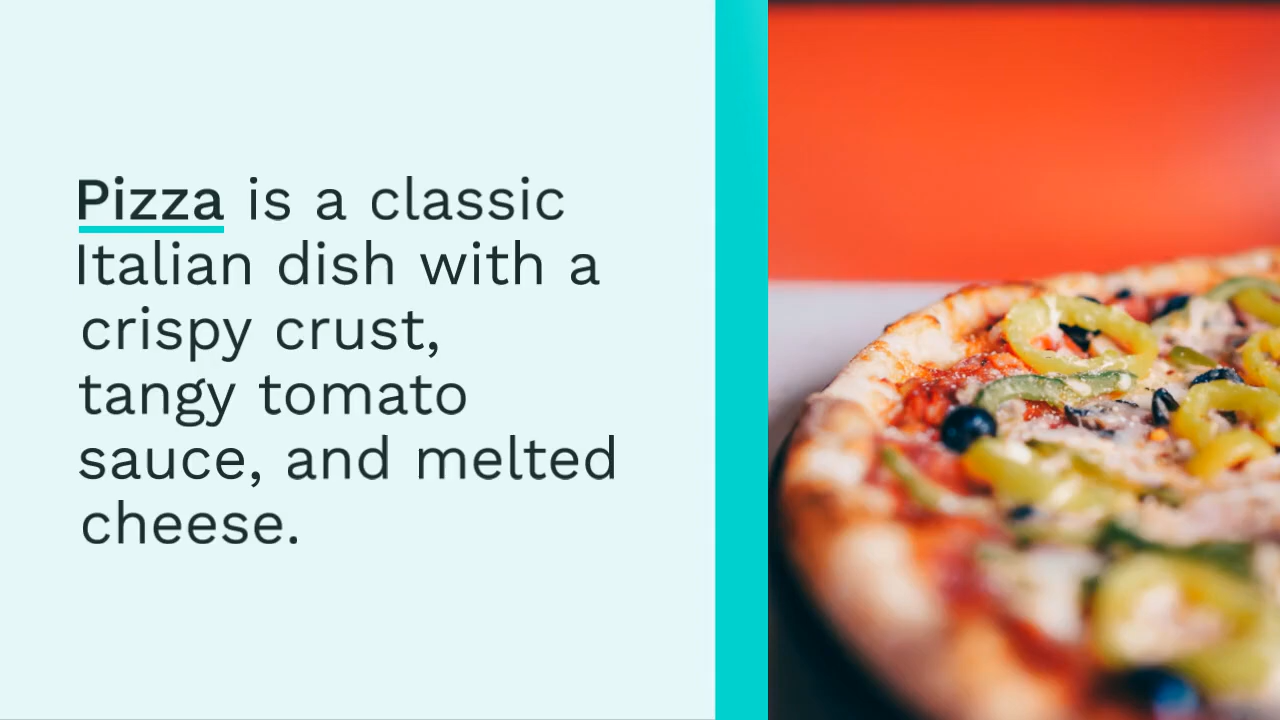 Pizza is a classic
Italian dish with a
crispy crust,
tangy tomato
sauce, and melted
cheese.